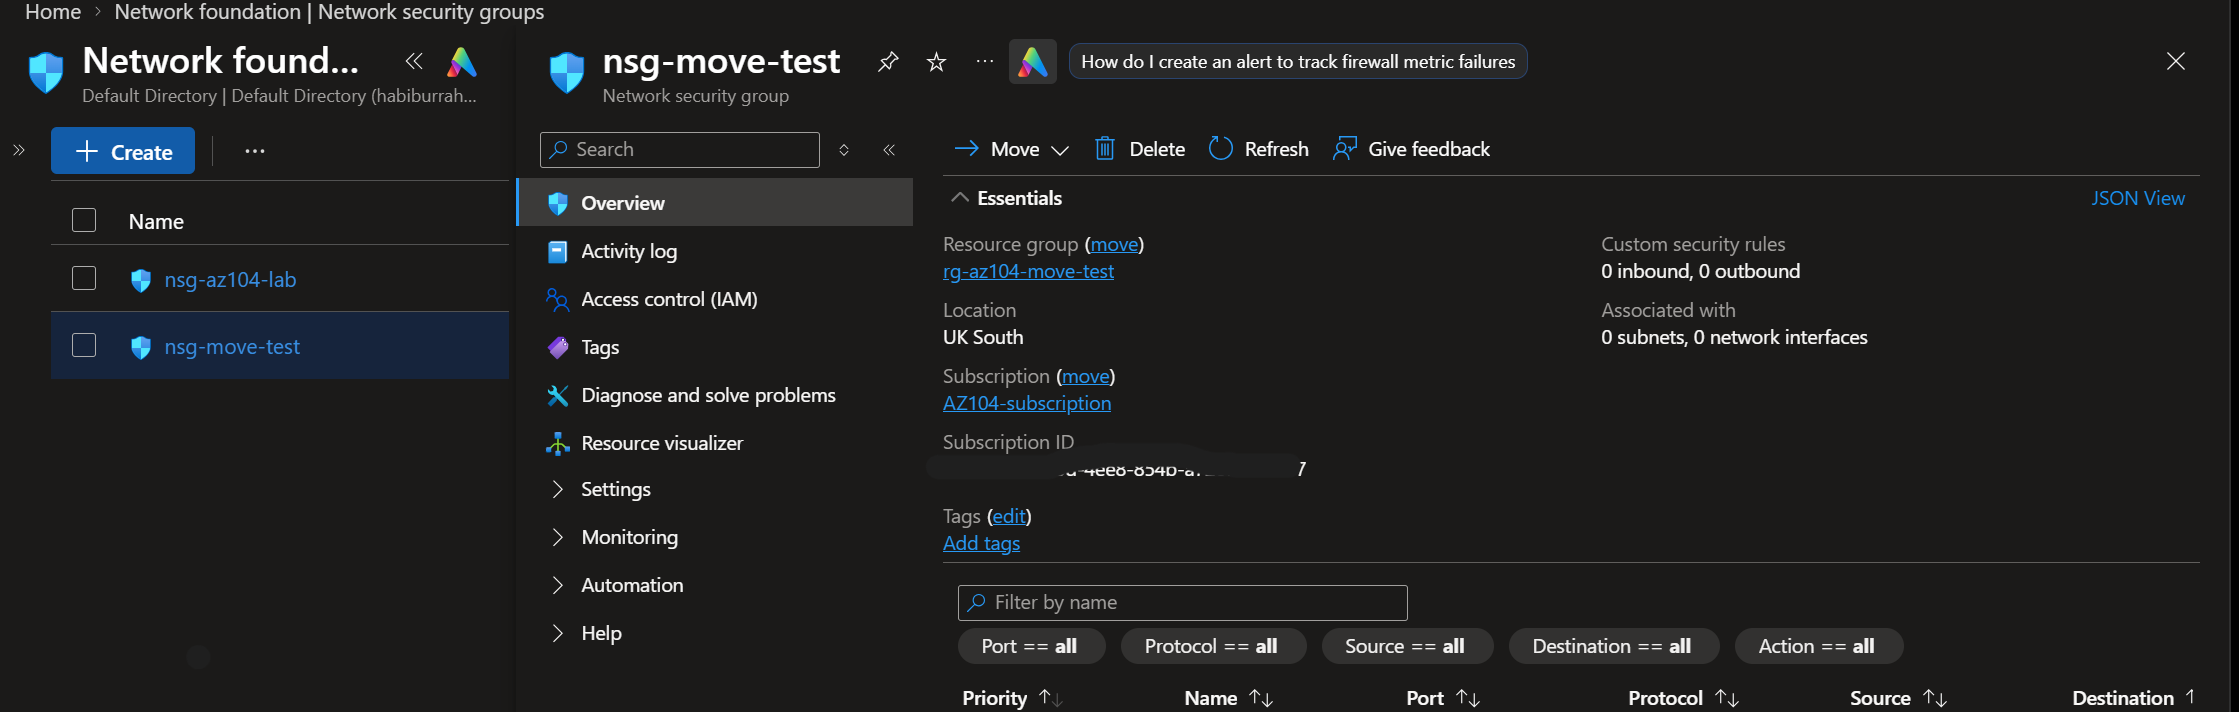 Home > Network foundation | Network security groups
Network found...
Default Directory | Default Directory (habiburrah...
Create
Name
nsg-az104-lab
nsg-move-test
nsg-move-test
Network security group
How do I create an alert to track firewall metric failures
Search
Overview
Activity log
Access control (IAM)
Tags
Diagnose and solve problems
Resource visualizer
Settings
Monitoring
Automation
Help
Move
Delete
Refresh
Give feedback
Essentials
JSON View
Resource group (move)
rg-az104-move-test
Location
UK South
Subscription (move)
AZ104-subscription
Subscription ID
Tags (edit)
Add tags
Custom security rules
0 inbound, 0 outbound
Associated with
0 subnets, 0 network interfaces
Filter by name
Port == all
Protocol == all
Source == all
Destination == all
Action == all
Priority
Name
Port
Protocol
Source
Destination